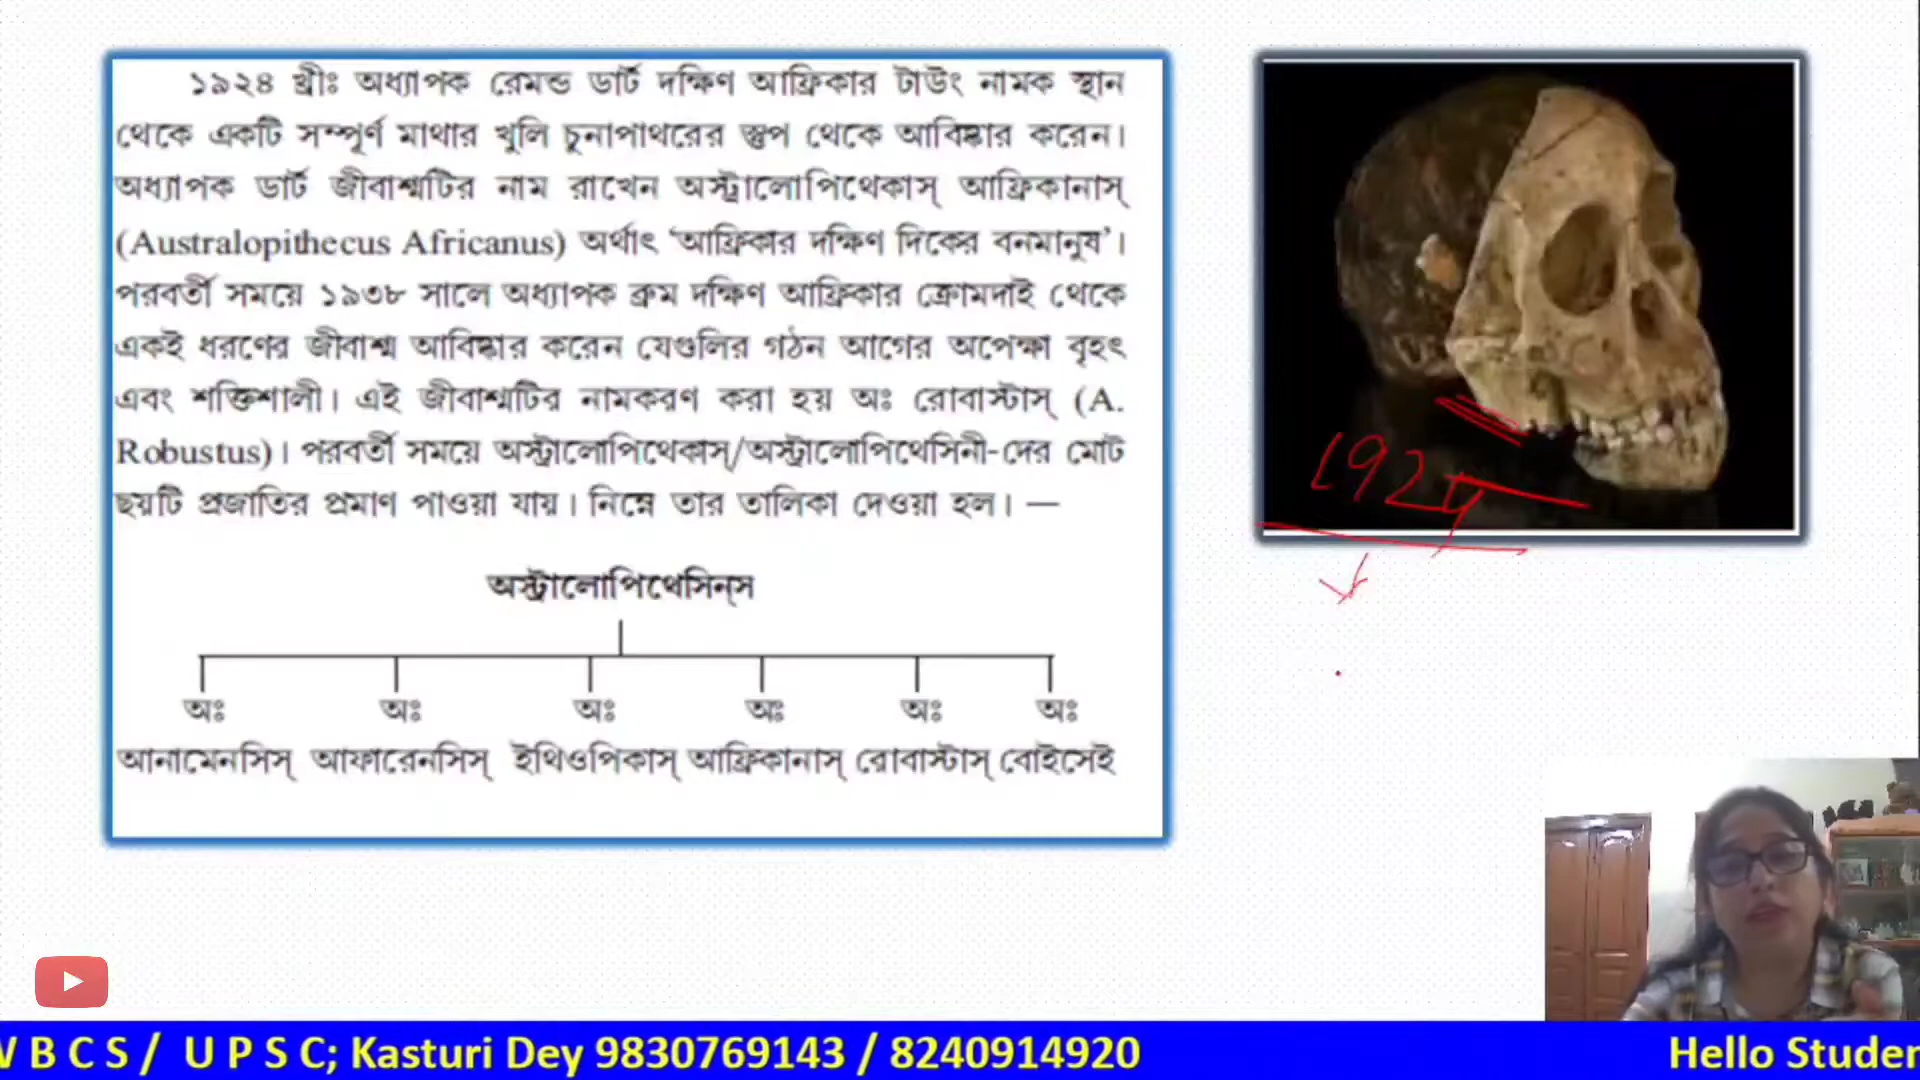 ১৯২৪ খ্রীঃ অধ্যাপক রেমন্ড ডার্ট দক্ষিণ আফ্রিকার টাউং নামক স্থান
থেকে একটি সম্পূর্ণ মাথার খুলি চুনাপাথরের স্তুপ থেকে আবিষ্কার করেন।
অধ্যাপক ডার্ট জীবাশ্মটির নাম রাখেন অস্ট্রালোপিথেকাস্ আফ্রিকানাস্
(Australopithecus Africanus) অর্থাৎ ‘আফ্রিকার দক্ষিণ দিকের বনমানুষ’।
পরবর্তী সময়ে ১৯৩৮ সালে অধ্যাপক ব্রুম দক্ষিণ আফ্রিকার ক্রোমদাই থেকে
একই ধরণের জীবাশ্ম আবিষ্কার করেন যেগুলির গঠন আগের অপেক্ষা বৃহৎ
এবং শক্তিশালী। এই জীবাশ্মটির নামকরণ করা হয় অঃ রোবাস্টাস্ (A.
Robustus)। পরবর্তী সময়ে অস্ট্রালোপিথেকাস্/অস্ট্রালোপিথেসিনী-দের মোট
ছয়টি প্রজাতির প্রমাণ পাওয়া যায়। নিম্নে তার তালিকা দেওয়া হল। —
অস্ট্রালোপিথেসিন্স
অঃ অঃ অঃ অঃ অঃ অঃ
আনামেনসিস্ আফারেনসিস্ ইথিওপিকাস্ আফ্রিকানাস্ রোবাস্টাস্ বোইসেই
1924
W B C S / U P S C; Kasturi Dey 9830769143 / 8240914920 Hello Studen